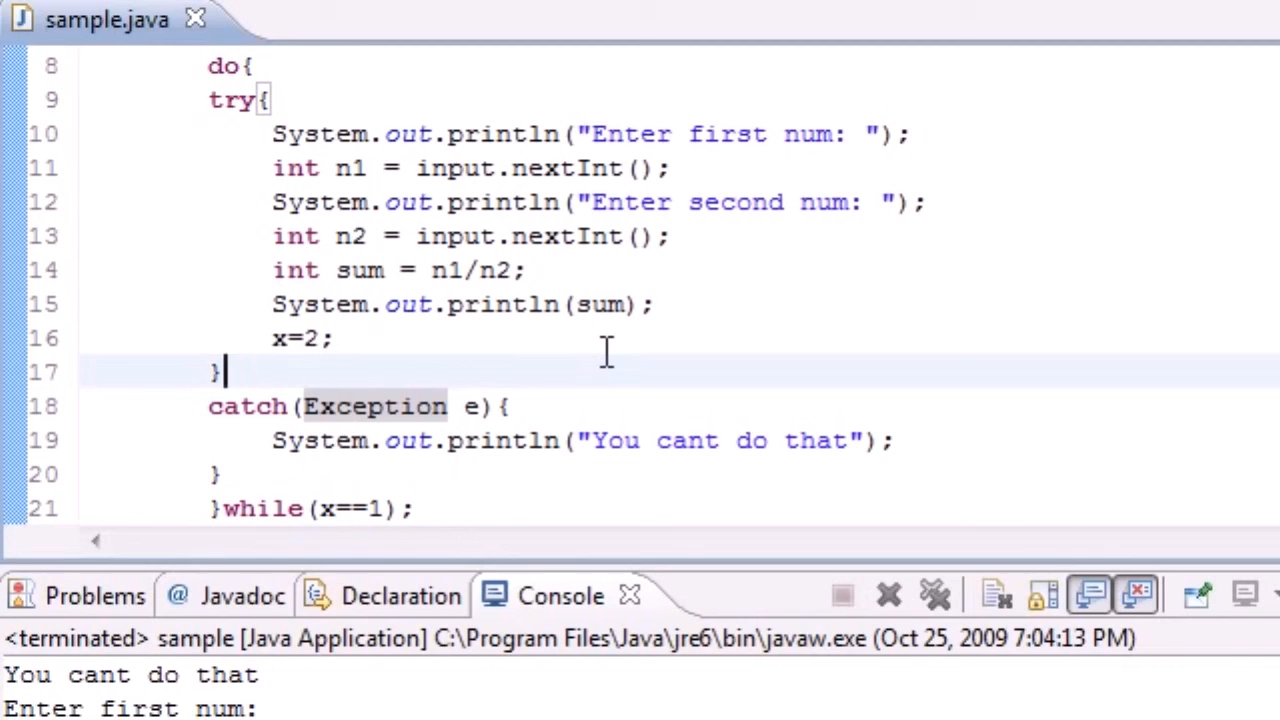 sample.java
8 do{
9 try{
10 System.out.println("Enter first num: ");
11 int n1 = input.nextInt();
12 System.out.println("Enter second num: ");
13 int n2 = input.nextInt();
14 int sum = n1/n2;
15 System.out.println(sum);
16 x=2;
17 }
18 catch(Exception e){
19 System.out.println("You cant do that");
20 }
21 }while(x==1);
Problems @ Javadoc Declaration Console
<terminated> sample [Java Application] C:\Program Files\Java\jre6\bin\javaw.exe (Oct 25, 2009 7:04:13 PM)
You cant do that
Enter first num: